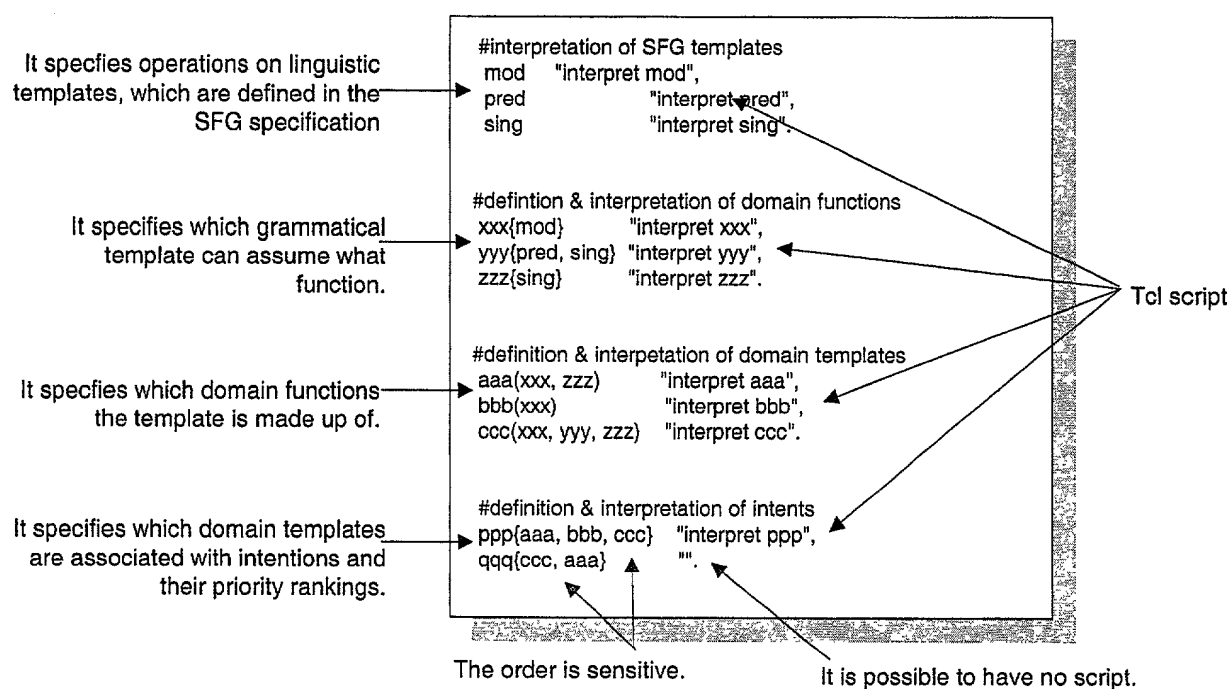 #interpretation of SFG templates
mod "interpret mod",
pred "interpret pred",
sing "interpret sing".
It specfies operations on linguistic
templates, which are defined in the
SFG specification
#defintion & interpretation of domain functions
xxx{mod} "interpret xxx",
yyy{pred, sing} "interpret yyy",
zzz{sing} "interpret zzz".
It specifies which grammatical
template can assume what
function.
Tcl script
#definition & interpetation of domain templates
aaa(xxx, zzz) "interpret aaa",
bbb(xxx) "interpret bbb",
ccc(xxx, yyy, zzz) "interpret ccc".
It specfies which domain functions
the template is made up of.
#definition & interpretation of intents
ppp{aaa, bbb, ccc} "interpret ppp",
qqq{ccc, aaa} "".
It specifies which domain templates
are associated with intentions and
their priority rankings.
The order is sensitive.
It is possible to have no script.